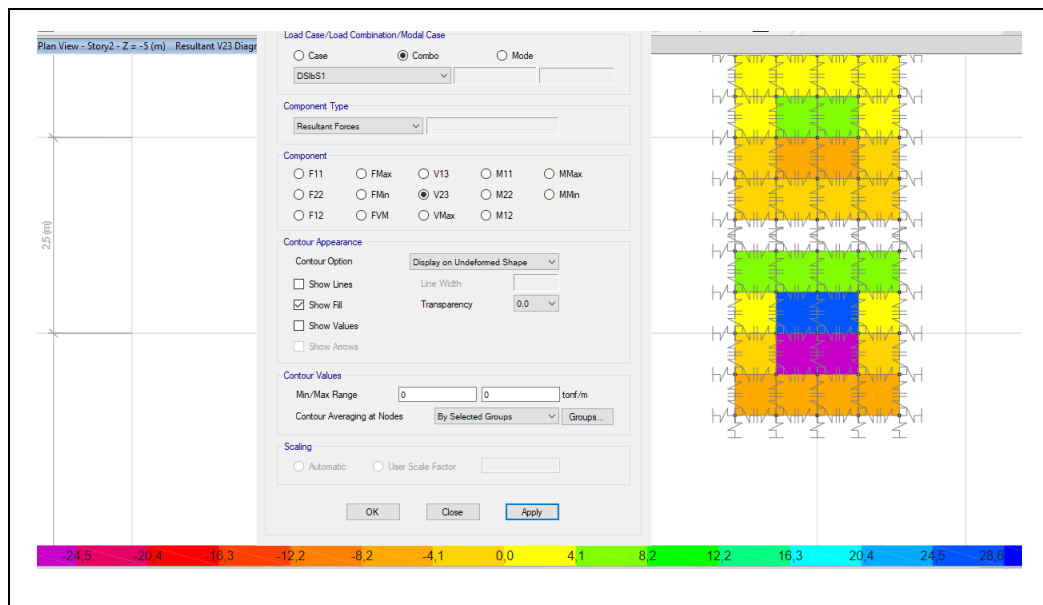 Plan View - Story2 - Z = -5 (m) Resultant V23 Diagr
Load Case/Load Combination/Modal Case
Case Combo Mode
DSlbS1
Component Type
Resultant Forces
Component
F11 FMax V13 M11 MMax
F22 FMin V23 M22 MMin
F12 FVM VMax M12
2,5 (m)
Contour Appearance
Contour Option Display on Undeformed Shape
Show Lines Line Width
Show Fill Transparency 0.0
Show Values
Show Arrows
Contour Values
Min/Max Range 0 0 tonf/m
Contour Averaging at Nodes By Selected Groups Groups...
Scaling
Automatic User Scale Factor
OK Close Apply
-24,5 -20,4 -16,3 -12,2 -8,2 -4,1 0,0 4,1 8,2 12,2 16,3 20,4 24,5 28,6